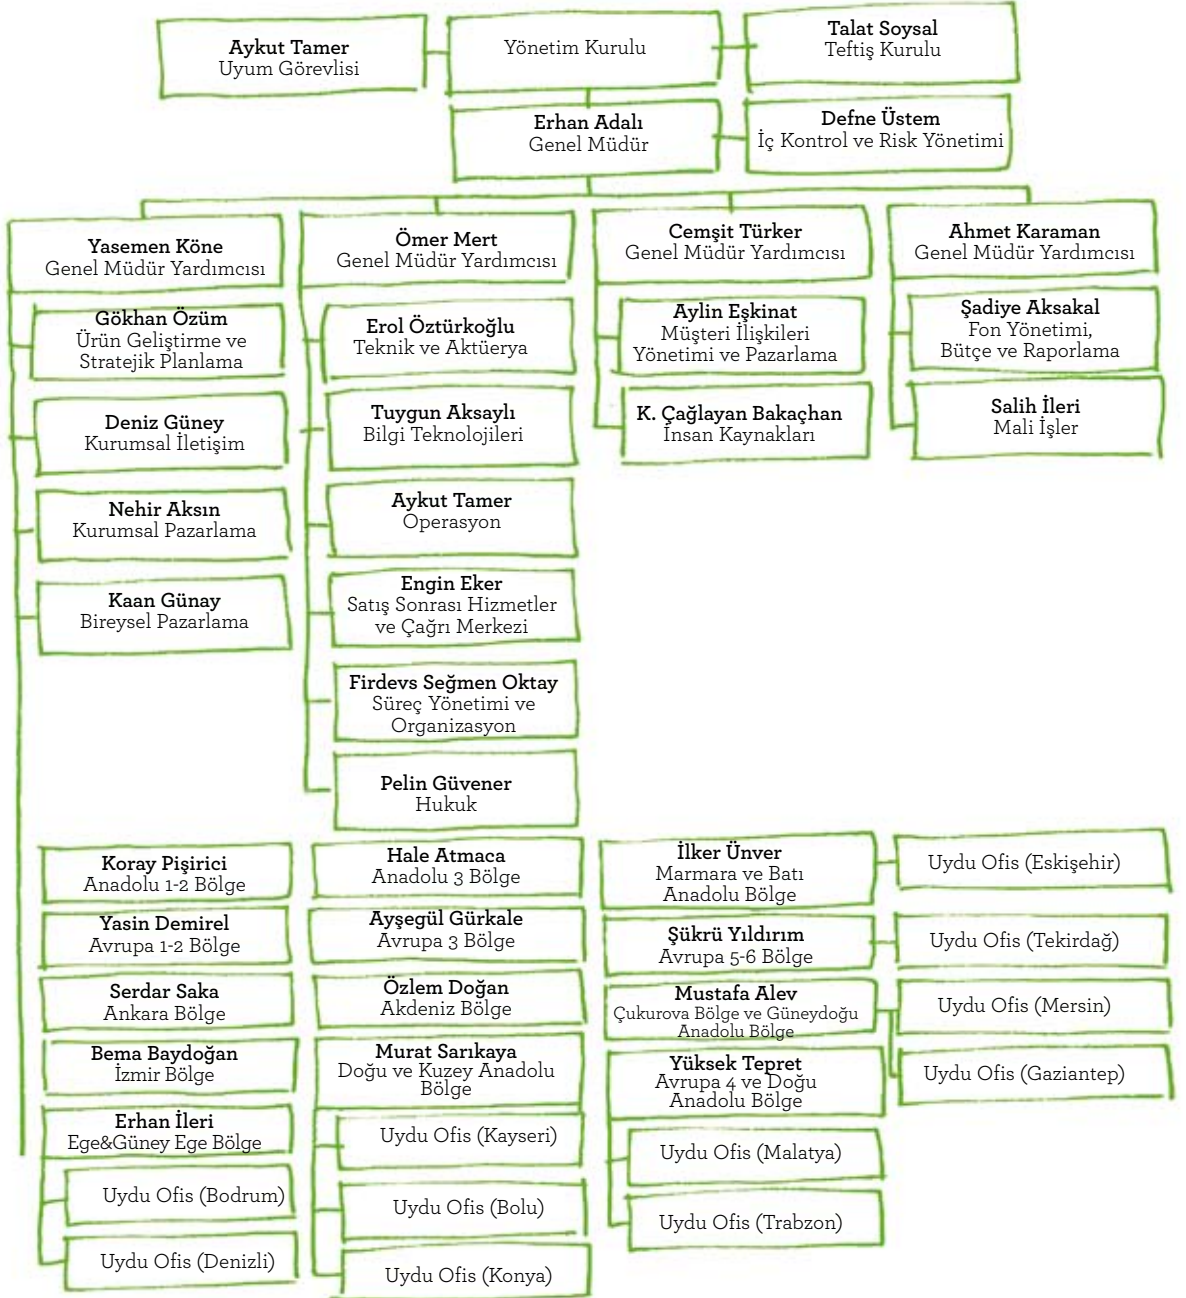 Aykut Tamer
Uyum Görevlisi
Yönetim Kurulu
Talat Soysal
Teftiş Kurulu
Erhan Adalı
Genel Müdür
Defne Üstem
İç Kontrol ve Risk Yönetimi
Yasemen Köne
Genel Müdür Yardımcısı
Gökhan Özüm
Ürün Geliştirme ve
Stratejik Planlama
Deniz Güney
Kurumsal İletişim
Nehir Aksın
Kurumsal Pazarlama
Kaan Günay
Bireysel Pazarlama
Ömer Mert
Genel Müdür Yardımcısı
Erol Öztürkoğlu
Teknik ve Aktüerya
Tuygun Aksaylı
Bilgi Teknolojileri
Aykut Tamer
Operasyon
Engin Eker
Satış Sonrası Hizmetler
ve Çağrı Merkezi
Firdevs Seğmen Oktay
Süreç Yönetimi ve
Organizasyon
Pelin Güvener
Hukuk
Cemşit Türker
Genel Müdür Yardımcısı
Aylin Eşkinat
Müşteri İlişkileri
Yönetimi ve Pazarlama
K. Çağlayan Bakaçhan
İnsan Kaynakları
Ahmet Karaman
Genel Müdür Yardımcısı
Şadiye Aksakal
Fon Yönetimi,
Bütçe ve Raporlama
Salih İleri
Mali İşler
Koray Pişirici
Anadolu 1-2 Bölge
Yasin Demirel
Avrupa 1-2 Bölge
Serdar Saka
Ankara Bölge
Bema Baydoğan
İzmir Bölge
Erhan İleri
Ege&Güney Ege Bölge
Uydu Ofis (Bodrum)
Uydu Ofis (Denizli)
Hale Atmaca
Anadolu 3 Bölge
Ayşegül Gürkale
Avrupa 3 Bölge
Özlem Doğan
Akdeniz Bölge
Murat Sarıkaya
Doğu ve Kuzey Anadolu
Bölge
Uydu Ofis (Kayseri)
Uydu Ofis (Bolu)
Uydu Ofis (Konya)
İlker Ünver
Marmara ve Batı
Anadolu Bölge
Uydu Ofis (Eskişehir)
Şükrü Yıldırım
Avrupa 5-6 Bölge
Uydu Ofis (Tekirdağ)
Mustafa Alev
Çukurova Bölge ve Güneydoğu
Anadolu Bölge
Uydu Ofis (Mersin)
Uydu Ofis (Gaziantep)
Yüksek Tepret
Avrupa 4 ve Doğu
Anadolu Bölge
Uydu Ofis (Malatya)
Uydu Ofis (Trabzon)